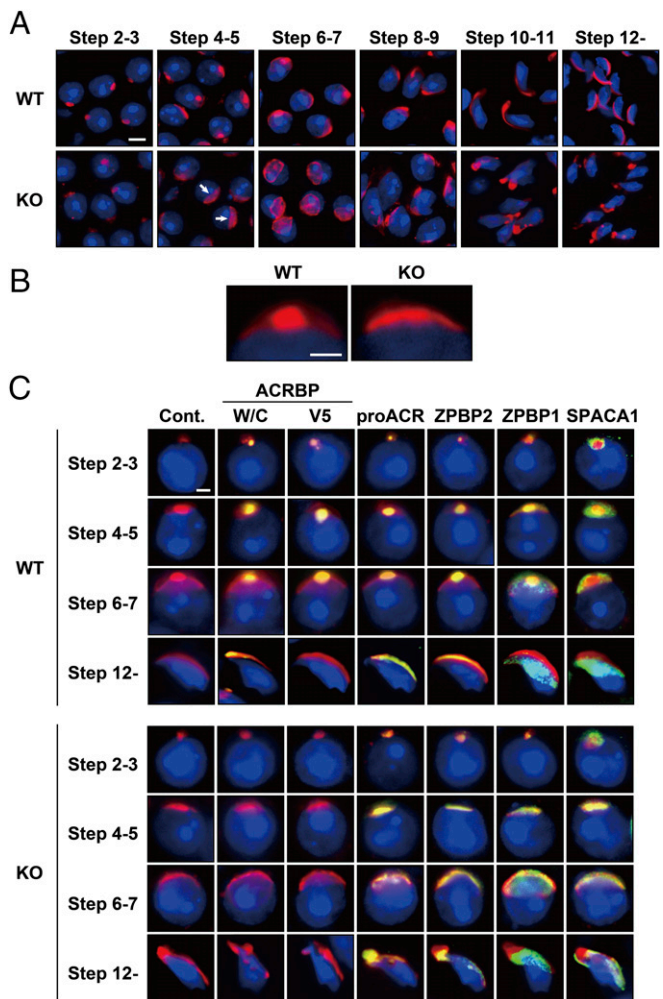 A
Step 2-3 Step 4-5 Step 6-7 Step 8-9 Step 10-11 Step 12-
WT
KO
B
WT KO
C
ACRBP
Cont. W/C V5 proACR ZPBP2 ZPBP1 SPACA1
WT
Step 2-3
Step 4-5
Step 6-7
Step 12-
KO
Step 2-3
Step 4-5
Step 6-7
Step 12-